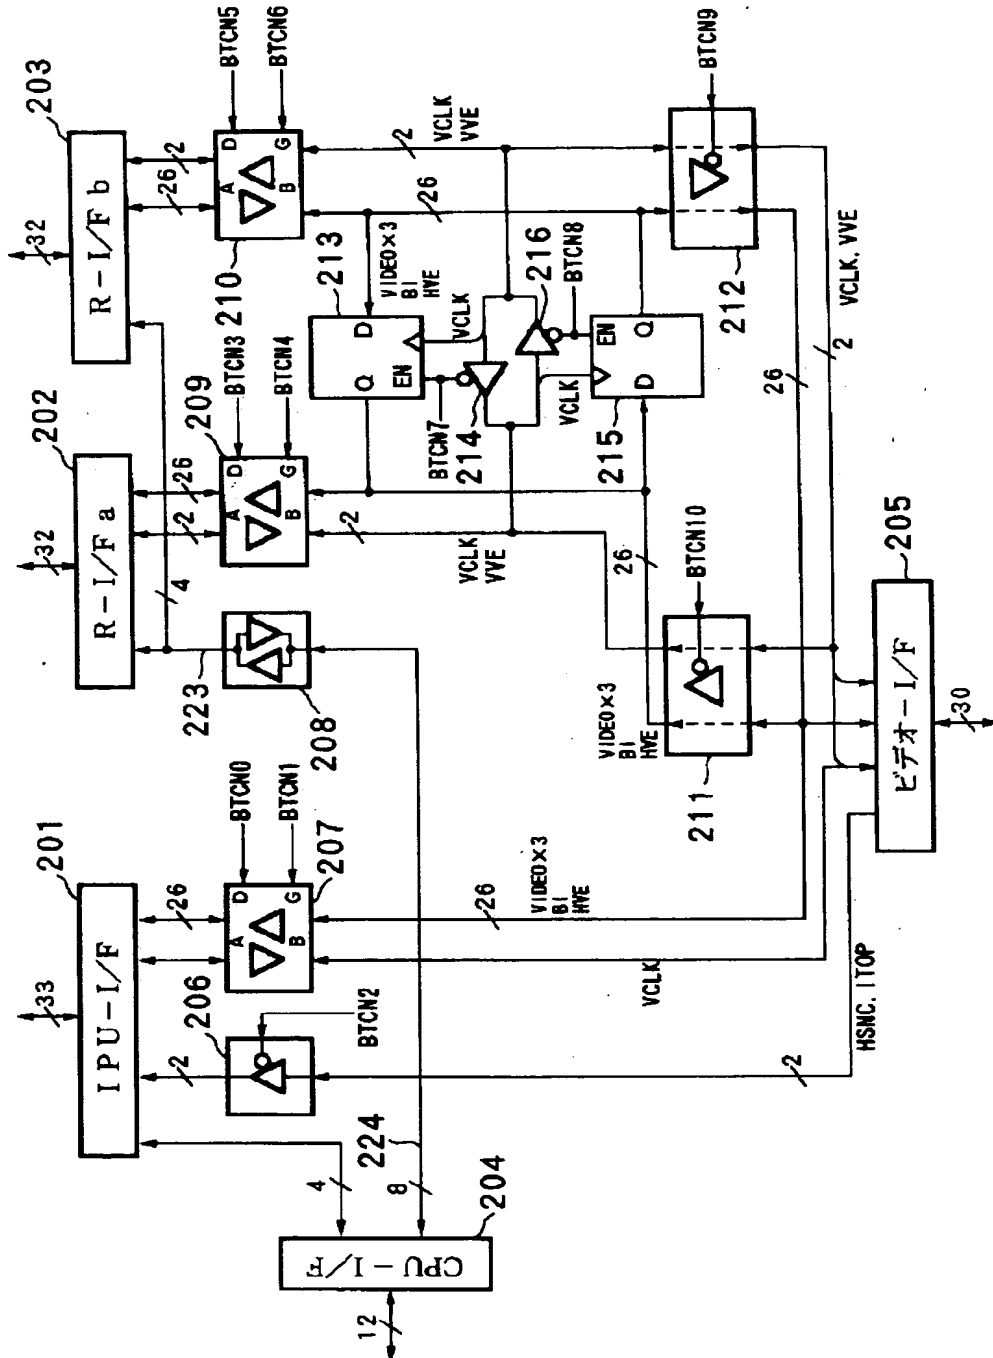 203
32
R-I/F b
BTCN5
BTCN6
26
2
D
A
G
B
210
2
VCLK
VVE
26
BTCN9
212
202
32
R-I/F a
4
BTCN3
BTCN4
209
2
26
D
A
G
B
213
VIDEO×3
BI
HVE
Q
D
EN
VCLK
BTCN7
214
216
BTCN8
VCLK
215
EN
D
Q
2
VCLK
VVE
26
BTCN10
211
VIDEO×3
BI
HVE
26
2
VCLK, VVE
223
208
201
33
IPU-I/F
BTCN0
BTCN1
207
26
D
A
G
B
206
2
BTCN2
26
VIDEO×3
BI
HVE
VCLK
HSNC, ITOP
2
205
ビデオ-I/F
30
224
4
8
204
CPU-I/F
12